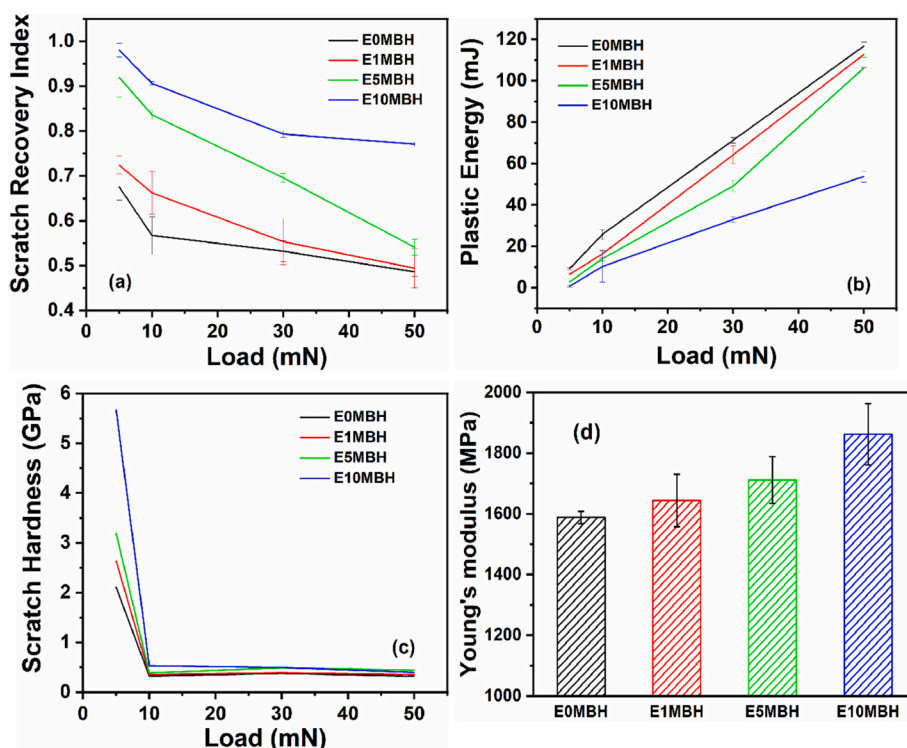 Scratch Recovery Index
1.0
0.9
0.8
0.7
0.6
0.5
0.4
E0MBH
E1MBH
E5MBH
E10MBH
(a)
0 10 20 30 40 50
Load (mN)
Plastic Energy (mJ)
120
100
80
60
40
20
0
E0MBH
E1MBH
E5MBH
E10MBH
(b)
0 10 20 30 40 50
Load (mN)
Scratch Hardness (GPa)
6
5
4
3
2
1
0
E0MBH
E1MBH
E5MBH
E10MBH
(c)
0 10 20 30 40 50
Load (mN)
Young's modulus (MPa)
2000
1800
1600
1400
1200
1000
(d)
E0MBH E1MBH E5MBH E10MBH